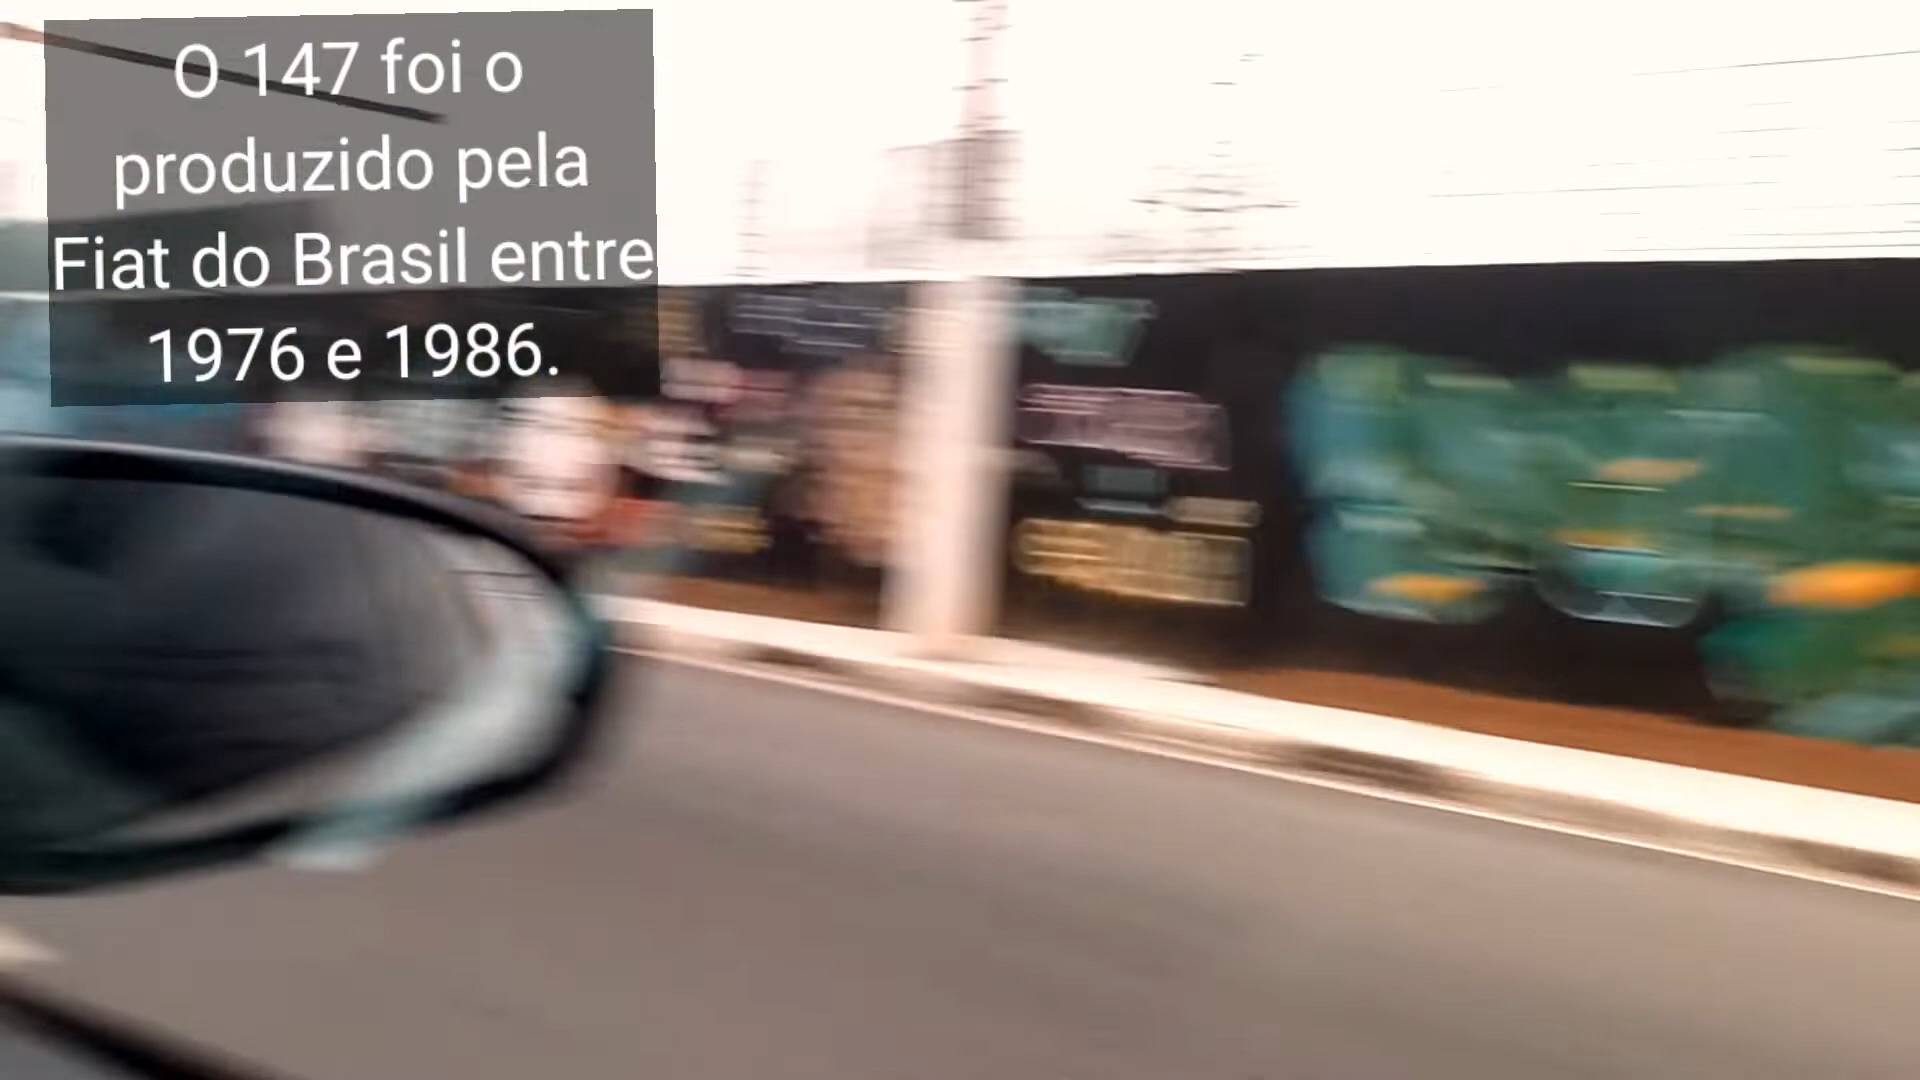 O 147 foi o
produzido pela
Fiat do Brasil entre
1976 e 1986.